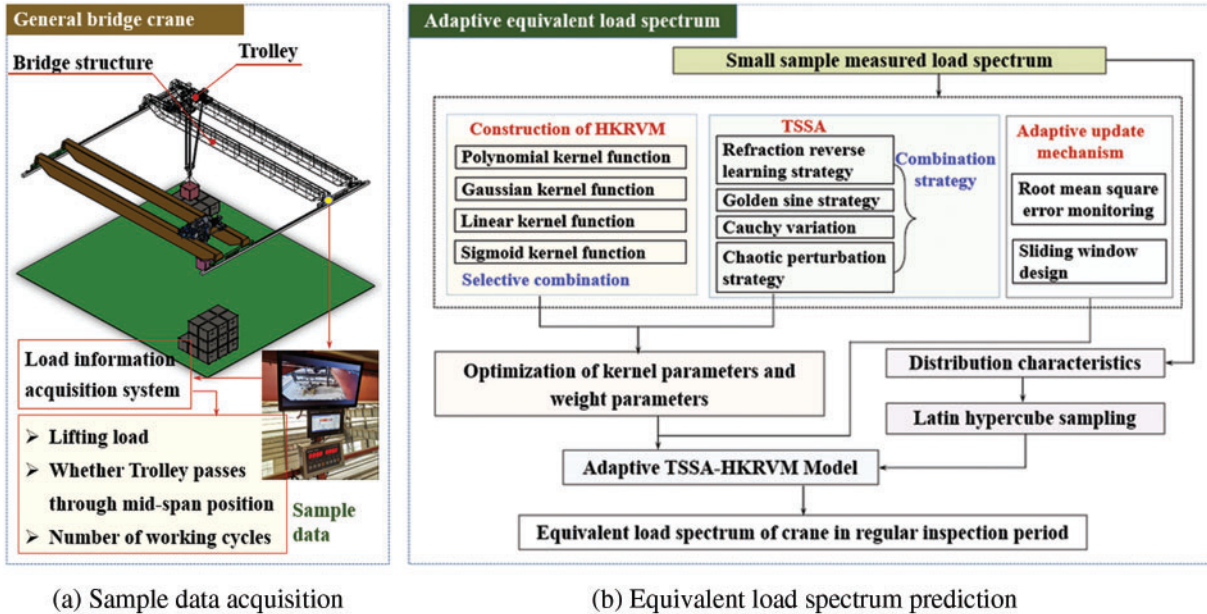 General bridge crane
Trolley
Bridge structure
Load information
acquisition system
➢ Lifting load
➢ Whether Trolley passes
through mid-span position
➢ Number of working cycles
Sample
data
(a) Sample data acquisition
Adaptive equivalent load spectrum
Small sample measured load spectrum
Construction of HKRVM
Polynomial kernel function
Gaussian kernel function
Linear kernel function
Sigmoid kernel function
Selective combination
TSSA
Refraction reverse
learning strategy
Golden sine strategy
Cauchy variation
Chaotic perturbation
strategy
Combination
strategy
Adaptive update
mechanism
Root mean square
error monitoring
Sliding window
design
Optimization of kernel parameters and
weight parameters
Distribution characteristics
Latin hypercube sampling
Adaptive TSSA-HKRVM Model
Equivalent load spectrum of crane in regular inspection period
(b) Equivalent load spectrum prediction